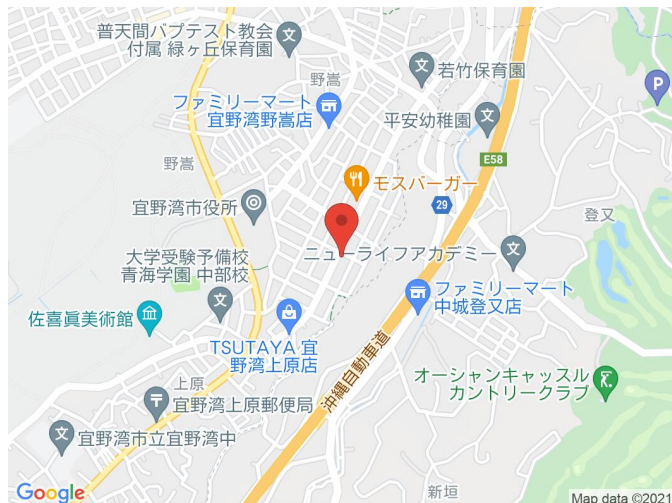 普天間バプテスト教会
付属 緑ヶ丘保育園
若竹保育園
野嵩
ファミリーマート
宜野湾野嵩店
平安幼稚園
E58
野嵩
モスバーガー
29
宜野湾市役所
登又
大学受験予備校
青海学園 中部校
ニューライフアカデミー
ファミリーマート
中城登又店
佐喜眞美術館
TSUTAYA 宜
野湾上原店
沖縄自動車道
上原
オーシャンキャッスル
カントリークラブ
宜野湾上原郵便局
宜野湾市立宜野湾中
新垣
Google
Map data ©2021
文
文
文
文
文
文
P